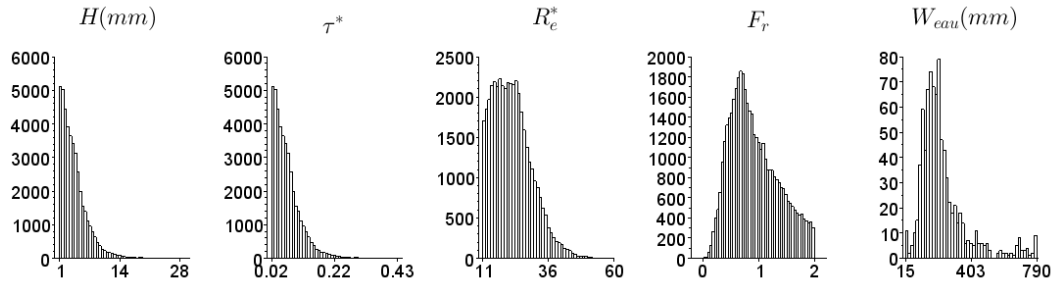 H(mm) τ* R*e Fr Weau(mm)
6000 6000 2500 2000 80
1800
5000 5000 2000 1600 70
60
4000 4000 1400 50
1500 1200
3000 3000 1000 40
1000 800 30
2000 2000 600
20
1000 1000 500 400
200 10
0 0 0 0 0
1 14 28 0.02 0.22 0.43 11 36 60 0 1 2 15 403 790